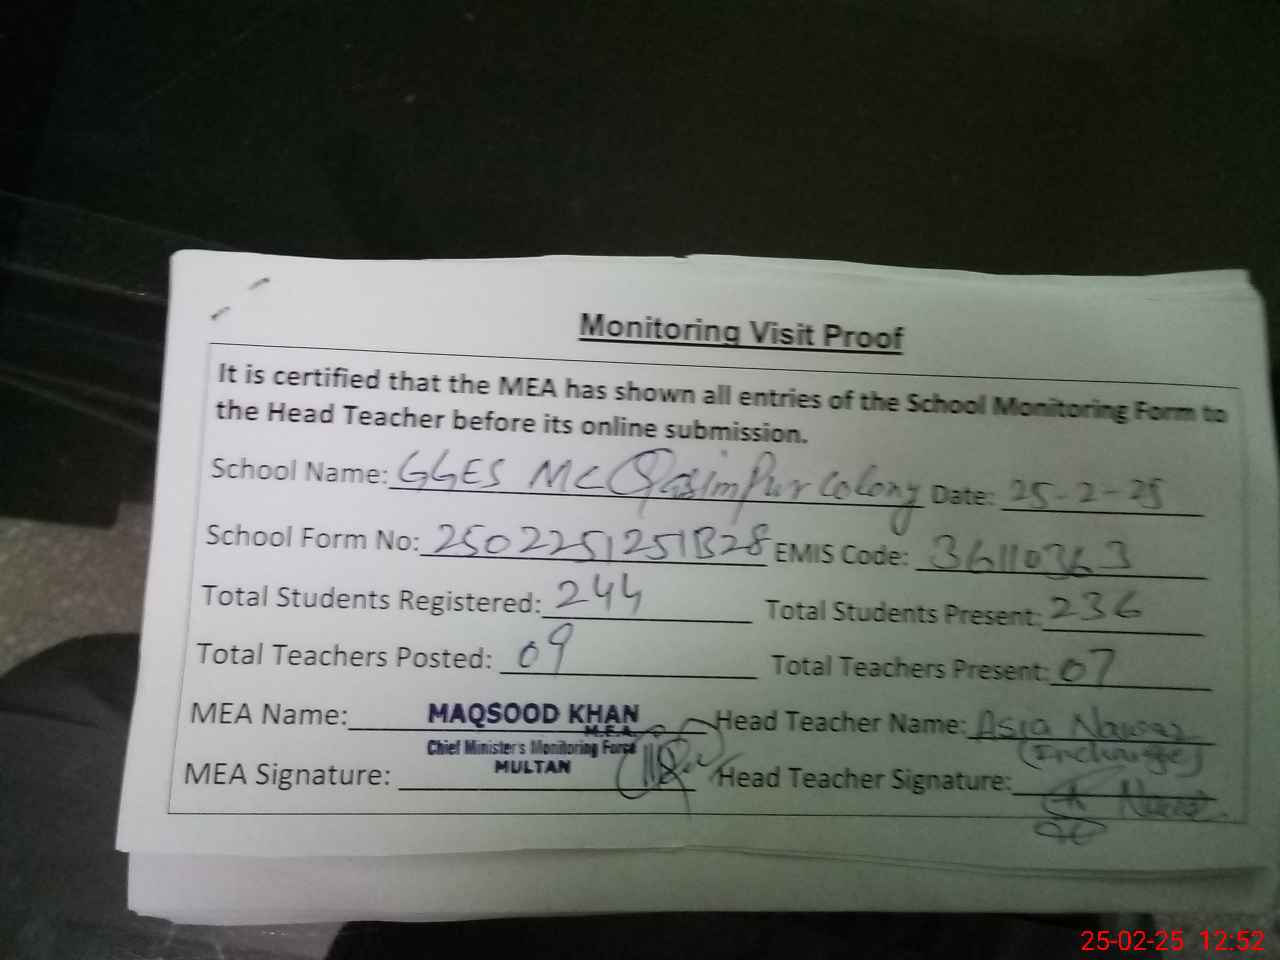 Monitoring Visit Proof
It is certified that the MEA has shown all entries of the School Monitoring Form to
the Head Teacher before its online submission.
School Name: GGES MC Qasimpur Colony Date: 25-2-25
School Form No: 2502251251328 EMIS Code: 36110363
Total Students Registered: 244 Total Students Present: 236
Total Teachers Posted: 09 Total Teachers Present: 07
MEA Name: MAQSOOD KHAN Head Teacher Name: Asia Nawaz
M.E.A. (Incharge)
Chief Minister's Monitoring Force
MULTAN
MEA Signature: Head Teacher Signature:
25-02-25 12:52